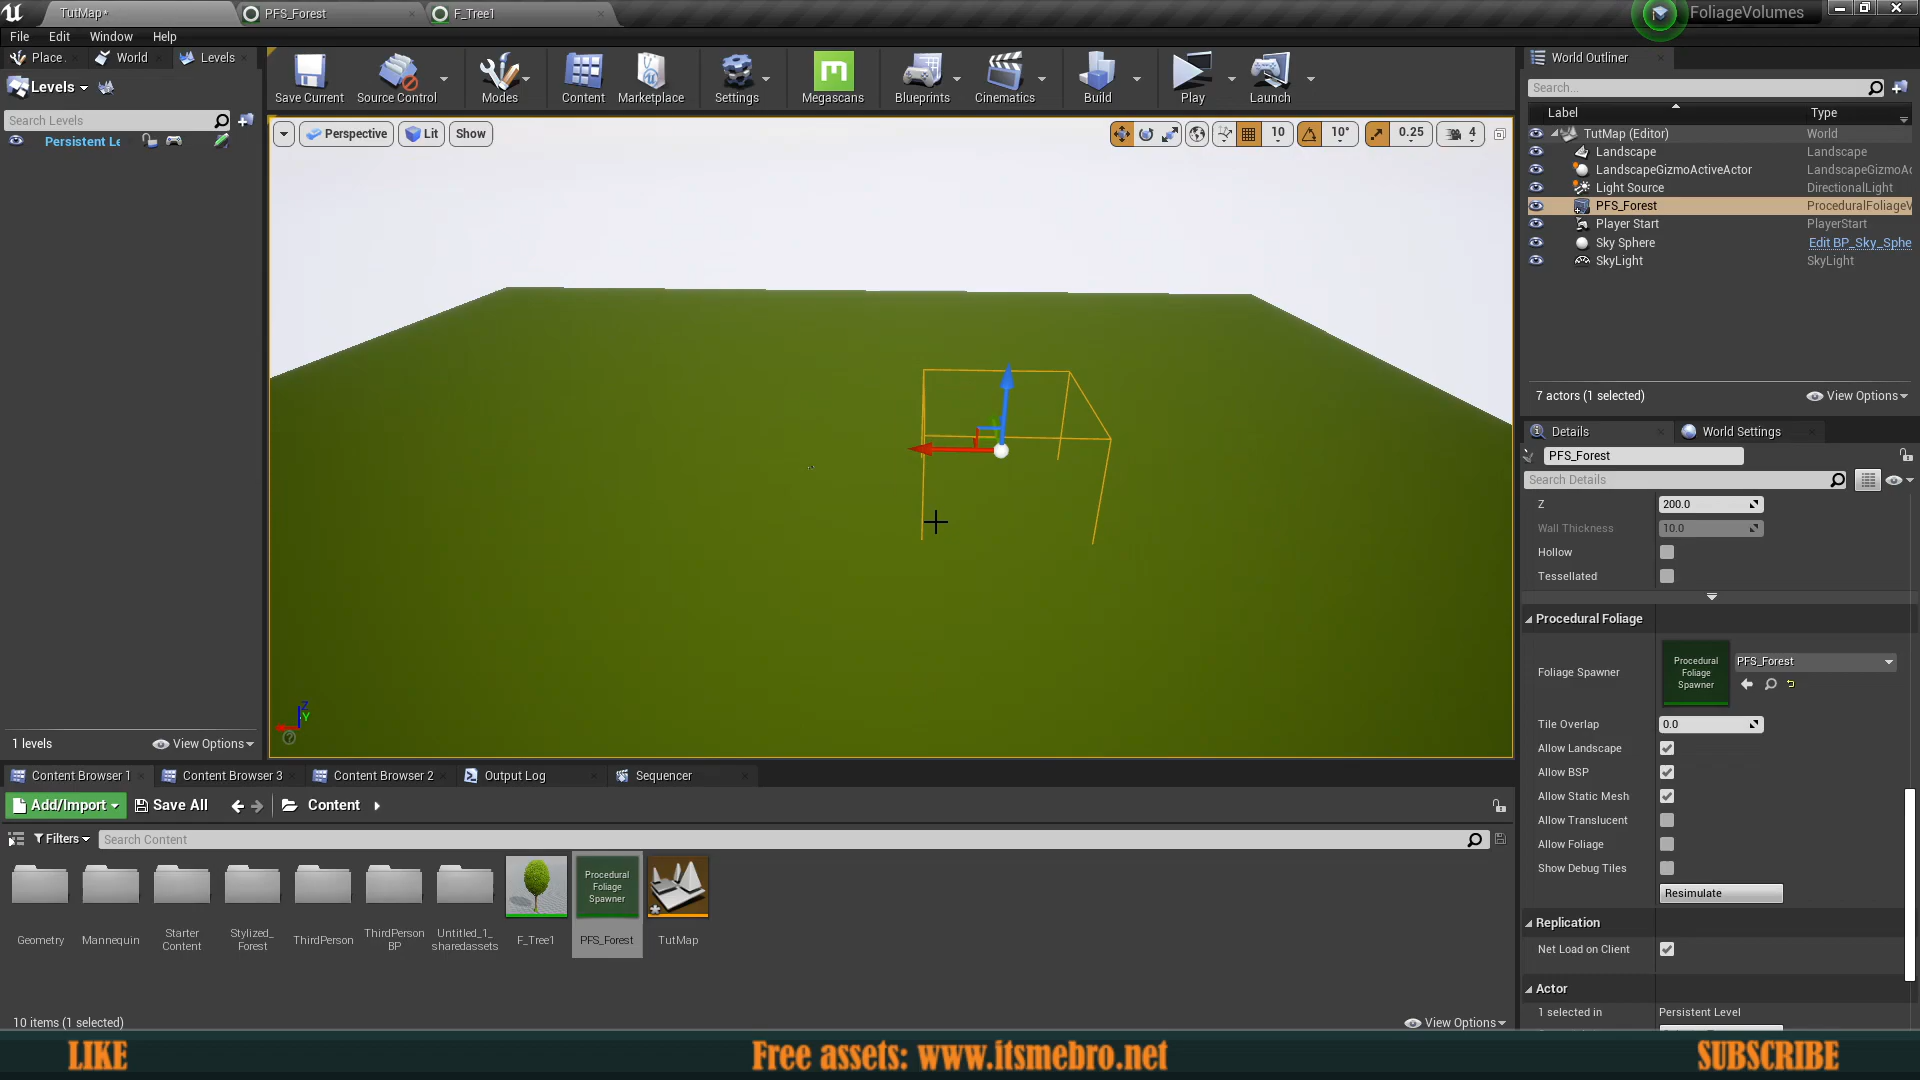 TutMap*
PFS_Forest
F_Tree1
FoliageVolumes
File Edit Window Help
Place
World
Levels
Save Current
Source Control
Modes
Content
Marketplace
Settings
Megascans
Blueprints
Cinematics
Build
Play
Launch
Levels
Search Levels
Persistent Le
1 levels
View Options
Perspective
Lit
Show
10
10°
0.25
4
Z
Y
World Outliner
Search...
Label
Type
TutMap (Editor) World
Landscape Landscape
LandscapeGizmoActiveActor LandscapeGizmoAc
Light Source DirectionalLight
PFS_Forest ProceduralFoliageV
Player Start PlayerStart
Sky Sphere Edit BP_Sky_Sphe
SkyLight SkyLight
7 actors (1 selected)
View Options
Details
World Settings
PFS_Forest
Search Details
Z 200.0
Wall Thickness 10.0
Hollow
Tessellated
Procedural Foliage
Foliage Spawner
Procedural
Foliage
Spawner
PFS_Forest
Tile Overlap 0.0
Allow Landscape
Allow BSP
Allow Static Mesh
Allow Translucent
Allow Foliage
Show Debug Tiles
Resimulate
Replication
Net Load on Client
Actor
1 selected in Persistent Level
Content Browser 1
Content Browser 3
Content Browser 2
Output Log
Sequencer
Add/Import
Save All
Content
Filters
Search Content
Procedural
Foliage
Spawner
Geometry
Mannequin
Starter
Content
Stylized_
Forest
ThirdPerson
ThirdPerson
BP
Untitled_1_
sharedassets
F_Tree1
PFS_Forest
TutMap
10 items (1 selected)
View Options
LIKE
Free assets: www.itsmebro.net
SUBSCRIBE